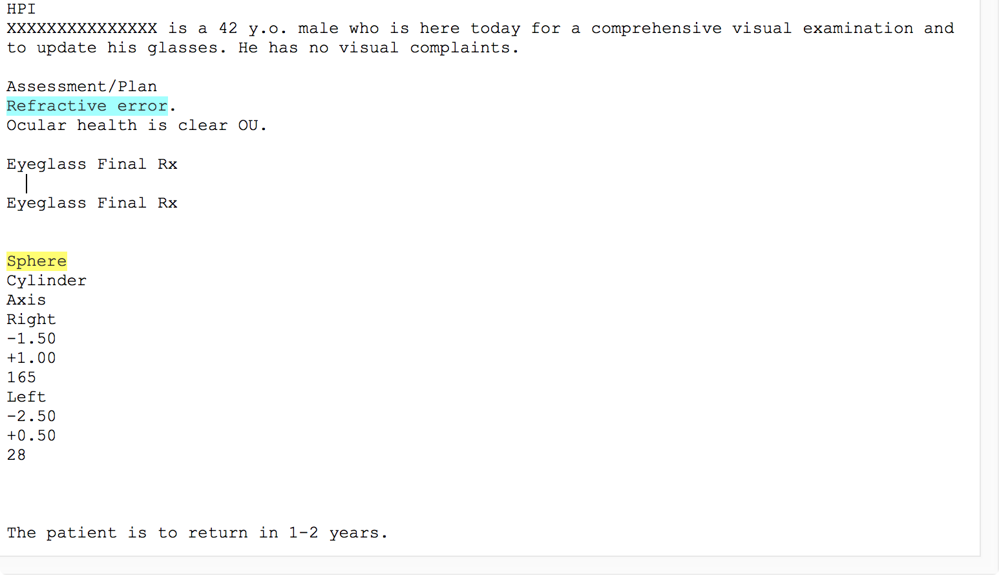 HPI
XXXXXXXXXXXXXXX is a 42 y.o. male who is here today for a comprehensive visual examination and
to update his glasses. He has no visual complaints.
Assessment/Plan
Refractive error.
Ocular health is clear OU.
Eyeglass Final Rx
Eyeglass Final Rx
Sphere
Cylinder
Axis
Right
-1.50
+1.00
165
Left
-2.50
+0.50
28
The patient is to return in 1-2 years.